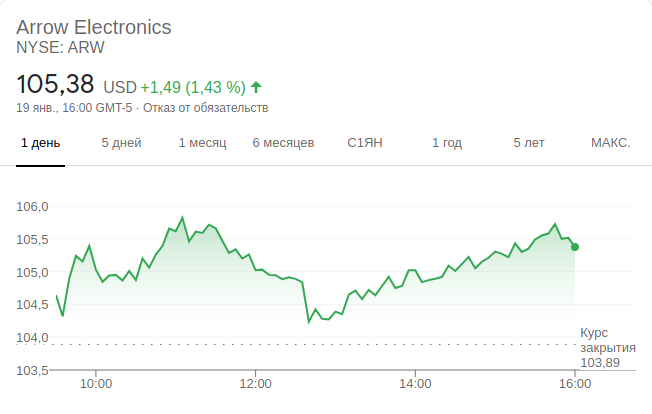 Arrow Electronics
NYSE: ARW
105,38 USD +1,49 (1,43 %)
19 янв., 16:00 GMT-5 · Отказ от обязательств
1 день 5 дней 1 месяц 6 месяцев С1ЯН 1 год 5 лет МАКС.
106,0
105,5
105,0
104,5
104,0
Курс
закрытия
103,89
103,5
10:00 12:00 14:00 16:00